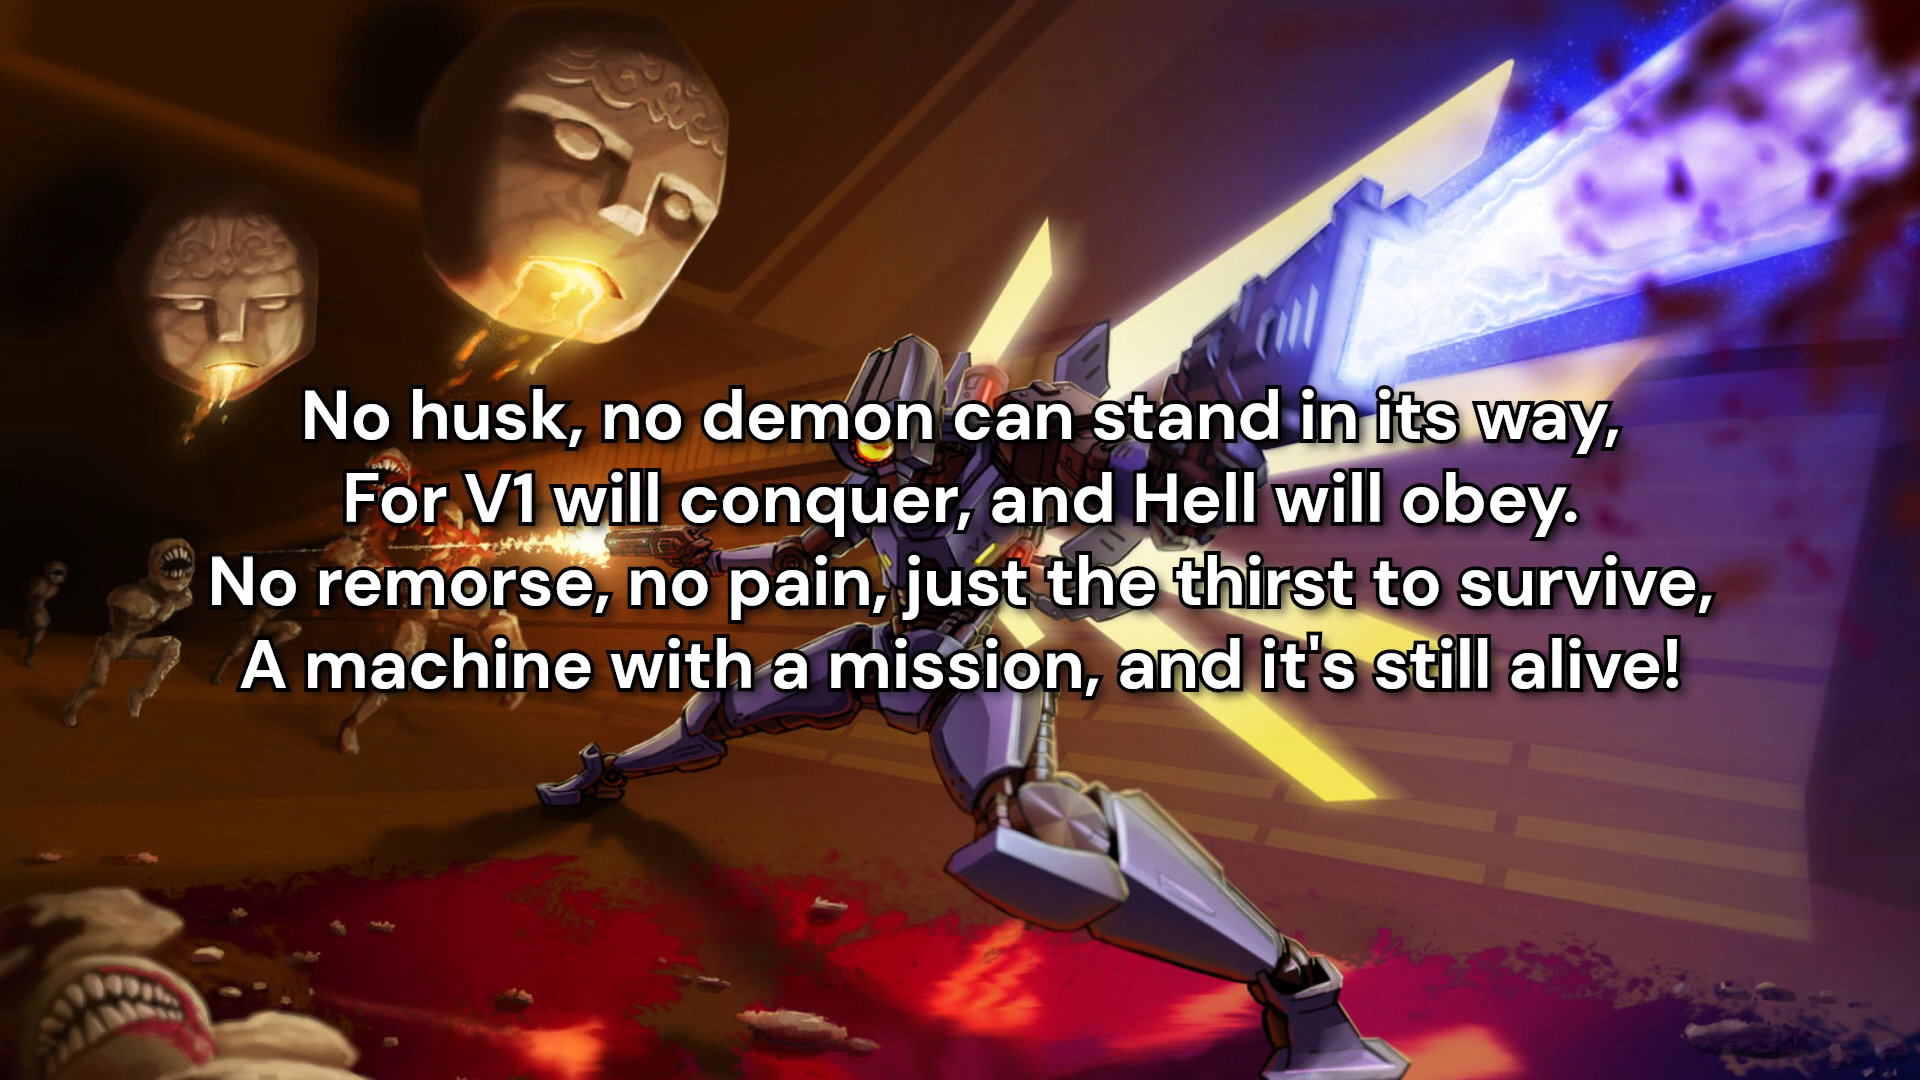 No husk, no demon can stand in its way,
For V1 will conquer, and Hell will obey.
No remorse, no pain, just the thirst to survive,
A machine with a mission, and it's still alive!
V1